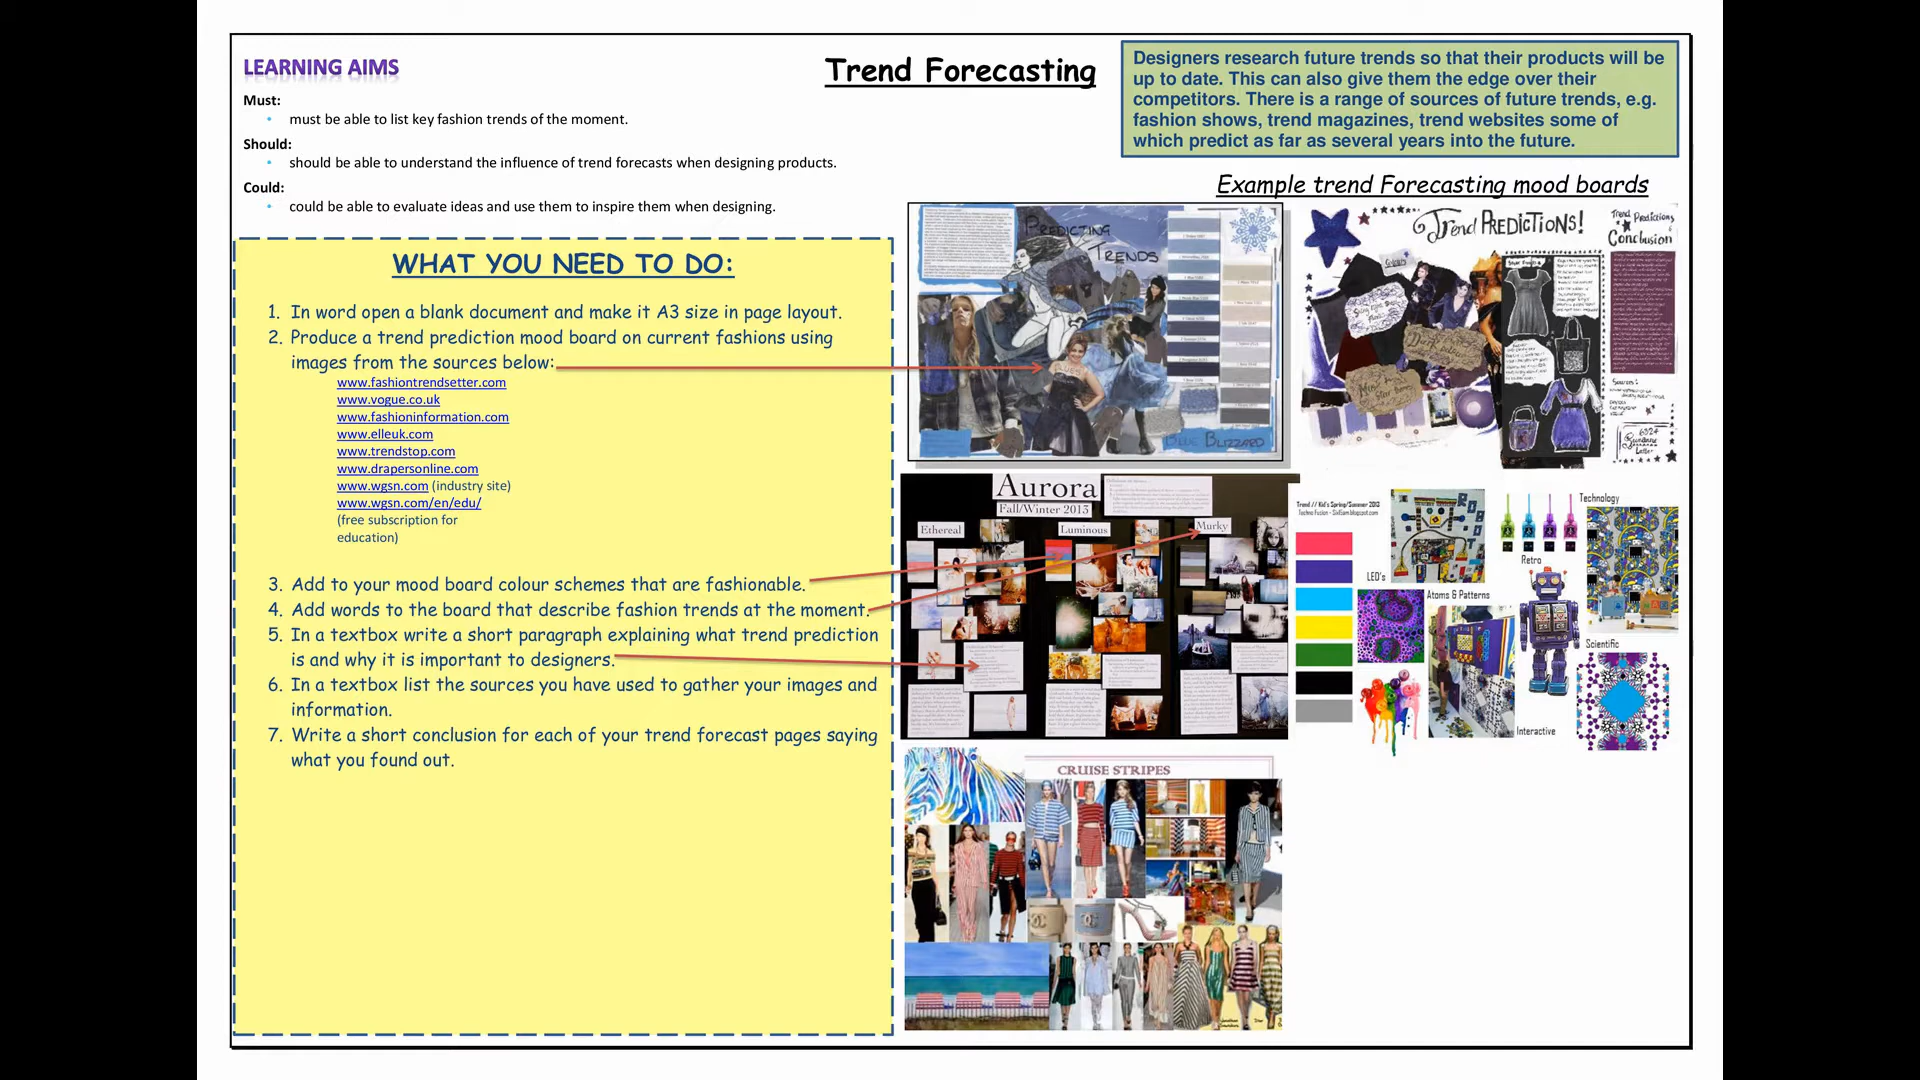 LEARNING AIMS
Must:
• must be able to list key fashion trends of the moment.
Should:
• should be able to understand the influence of trend forecasts when designing products.
Could:
• could be able to evaluate ideas and use them to inspire them when designing.
Trend Forecasting
Designers research future trends so that their products will be
up to date. This can also give them the edge over their
competitors. There is a range of sources of future trends, e.g.
fashion shows, trend magazines, trend websites some of
which predict as far as several years into the future.
WHAT YOU NEED TO DO:
1. In word open a blank document and make it A3 size in page layout.
2. Produce a trend prediction mood board on current fashions using
images from the sources below:
www.fashiontrendsetter.com
www.vogue.co.uk
www.fashioninformation.com
www.elleuk.com
www.trendstop.com
www.drapersonline.com
www.wgsn.com (industry site)
www.wgsn.com/en/edu/
(free subscription for
education)
3. Add to your mood board colour schemes that are fashionable.
4. Add words to the board that describe fashion trends at the moment.
5. In a textbox write a short paragraph explaining what trend prediction
is and why it is important to designers.
6. In a textbox list the sources you have used to gather your images and
information.
7. Write a short conclusion for each of your trend forecast pages saying
what you found out.
Example trend Forecasting mood boards
PREDICTING
TRENDS
BLUE BLIZZARD
Trend PREDICTIONS!
Colours
Trend Predictions
Conclusion
Sources:
6324
Aurora
Fall/Winter 2013
Ethereal
Luminous
Murky
Trend // Kid's Spring/Summer 2012
Techno Fusion - SixElam.blogspot.com
LED's
Technology
Retro
Atoms & Patterns
Scientific
Interactive
CRUISE STRIPES